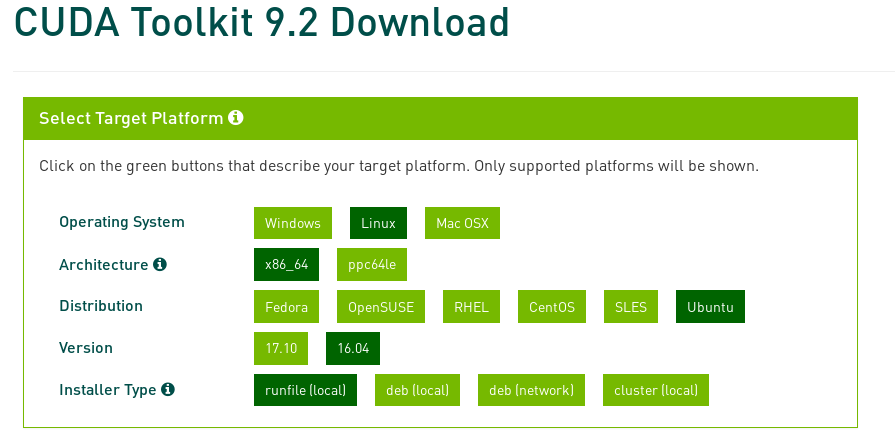 CUDA Toolkit 9.2 Download
Select Target Platform
Click on the green buttons that describe your target platform. Only supported platforms will be shown.
Operating System Windows Linux Mac OSX
Architecture x86_64 ppc64le
Distribution Fedora OpenSUSE RHEL CentOS SLES Ubuntu
Version 17.10 16.04
Installer Type runfile (local) deb (local) deb (network) cluster (local)